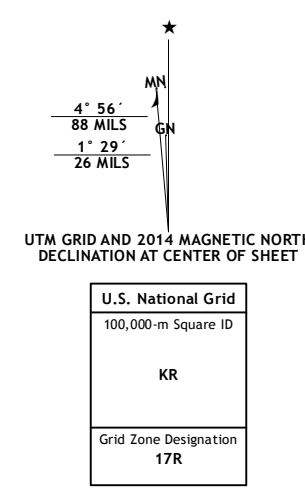 ★
MN
4° 56´
88 MILS
GN
1° 29´
26 MILS
UTM GRID AND 2014 MAGNETIC NORTH
DECLINATION AT CENTER OF SHEET
U.S. National Grid
100,000-m Square ID
KR
Grid Zone Designation
17R